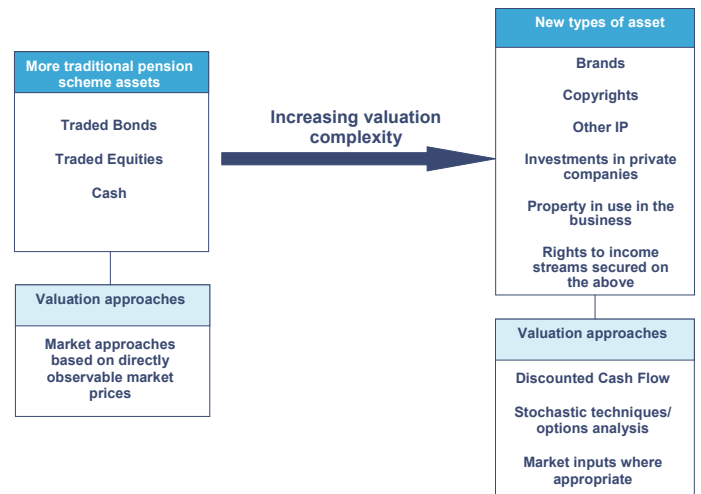 More traditional pension
scheme assets
Traded Bonds
Traded Equities
Cash
Valuation approaches
Market approaches
based on directly
observable market
prices
Increasing valuation
complexity
New types of asset
Brands
Copyrights
Other IP
Investments in private
companies
Property in use in the
business
Rights to income
streams secured on
the above
Valuation approaches
Discounted Cash Flow
Stochastic techniques/
options analysis
Market inputs where
appropriate